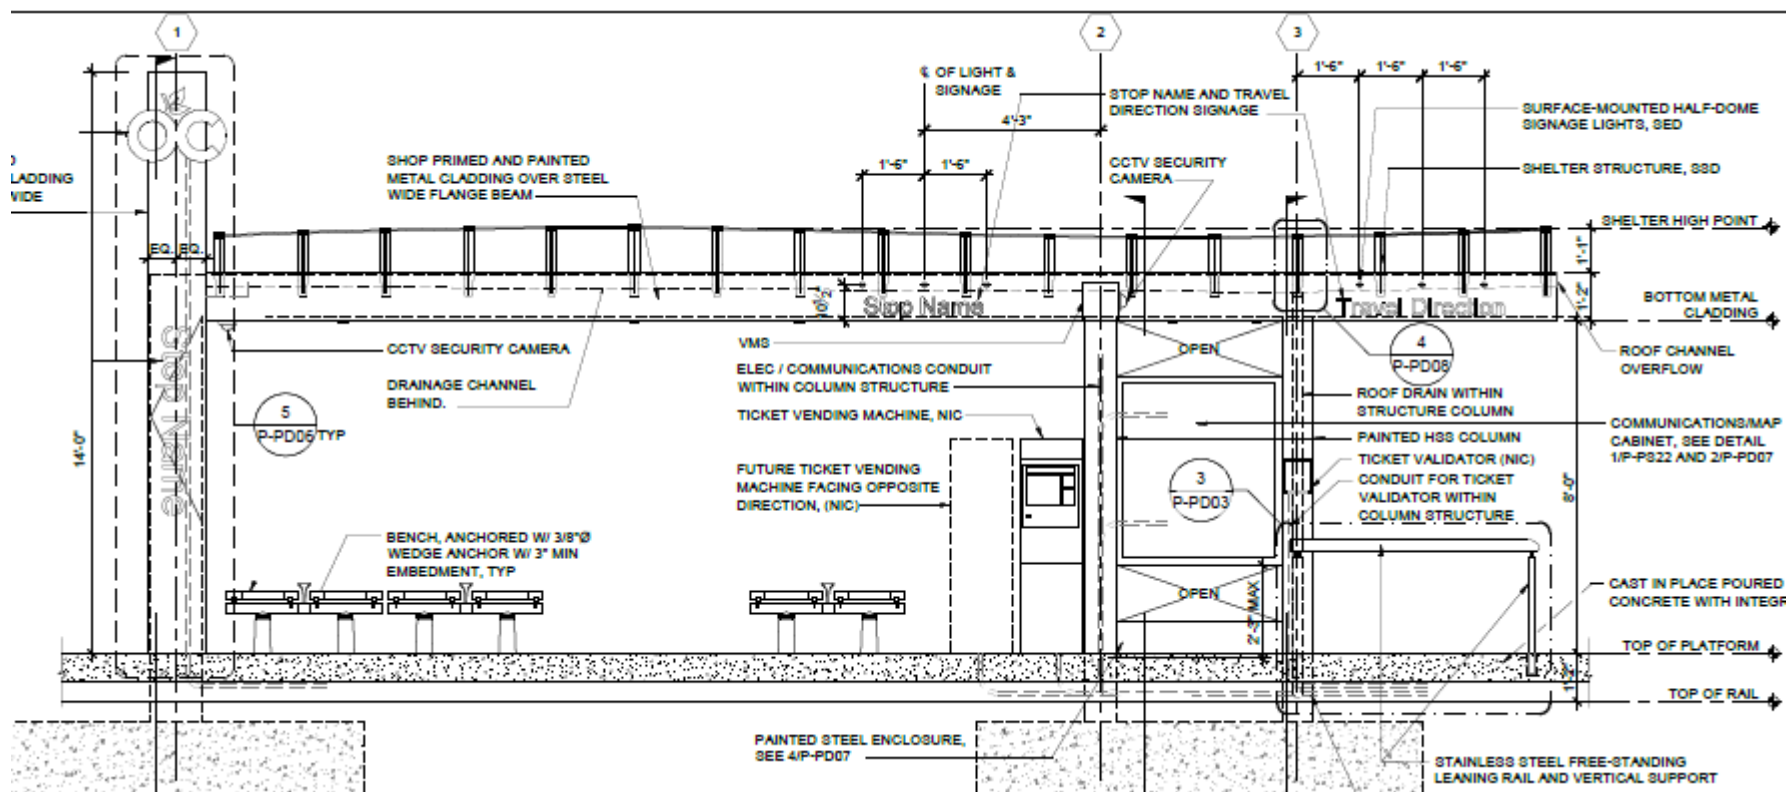 1
2
3
℄ OF LIGHT &
SIGNAGE
1'-6" 1'-6" 1'-6"
STOP NAME AND TRAVEL
DIRECTION SIGNAGE
SURFACE-MOUNTED HALF-DOME
SIGNAGE LIGHTS, SED
4'-3"
OC
LADDING
WIDE
SHOP PRIMED AND PAINTED
METAL CLADDING OVER STEEL
WIDE FLANGE BEAM
1'-6" 1'-6"
CCTV SECURITY
CAMERA
SHELTER STRUCTURE, SSD
SHELTER HIGH POINT
EQ. EQ.
1'-1"
10½"
Stop Name
Travel Direction
1'-2"
BOTTOM METAL
CLADDING
CCTV SECURITY CAMERA
VMS
OPEN
4
P-PD08
ROOF CHANNEL
OVERFLOW
DRAINAGE CHANNEL
BEHIND.
ELEC / COMMUNICATIONS CONDUIT
WITHIN COLUMN STRUCTURE
ROOF DRAIN WITHIN
STRUCTURE COLUMN
5
P-PD06 TYP
TICKET VENDING MACHINE, NIC
COMMUNICATIONS/MAP
CABINET, SEE DETAIL
1/P-PS22 AND 2/P-PD07
14'-0"
Stop Name
PAINTED HSS COLUMN
TICKET VALIDATOR (NIC)
FUTURE TICKET VENDING
MACHINE FACING OPPOSITE
DIRECTION, (NIC)
3
P-PD03
CONDUIT FOR TICKET
VALIDATOR WITHIN
COLUMN STRUCTURE
8'-0"
BENCH, ANCHORED W/ 3/8"Ø
WEDGE ANCHOR W/ 3" MIN
EMBEDMENT, TYP
OPEN
2'-3" MAX
CAST IN PLACE POURED
CONCRETE WITH INTEGR
TOP OF PLATFORM
1'-2"
TOP OF RAIL
PAINTED STEEL ENCLOSURE,
SEE 4/P-PD07
STAINLESS STEEL FREE-STANDING
LEANING RAIL AND VERTICAL SUPPORT